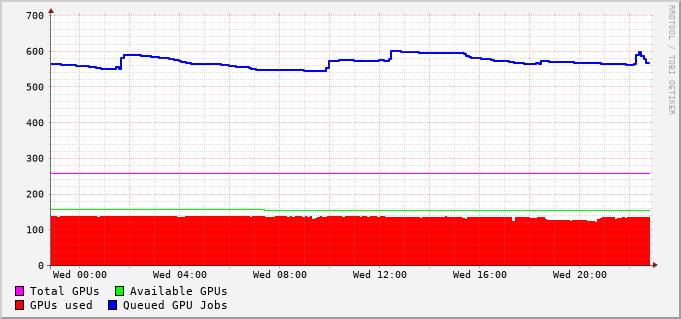 700
600
500
400
300
200
100
0
Wed 00:00 Wed 04:00 Wed 08:00 Wed 12:00 Wed 16:00 Wed 20:00
Total GPUs Available GPUs
GPUs used Queued GPU Jobs
RRDTOOL / TOBI OETIKER